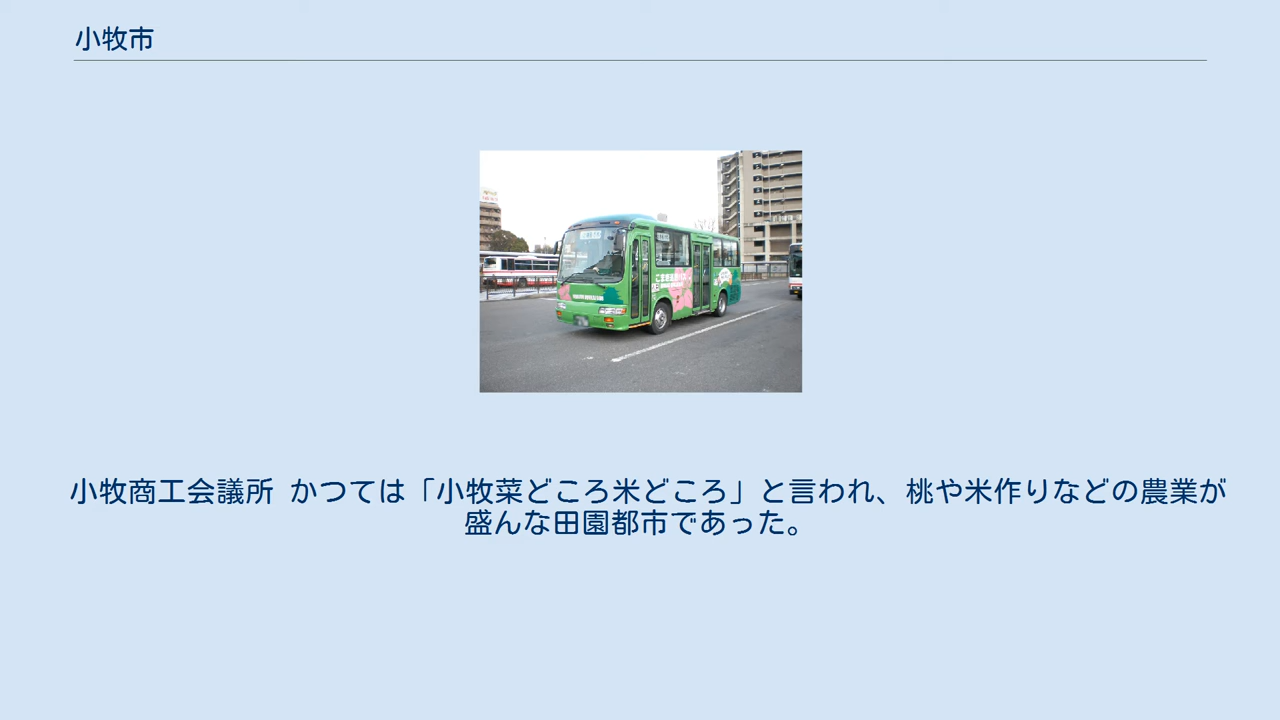 小牧市
小牧商工会議所 かつては「小牧菜どころ米どころ」と言われ、桃や米作りなどの農業が
盛んな田園都市であった。